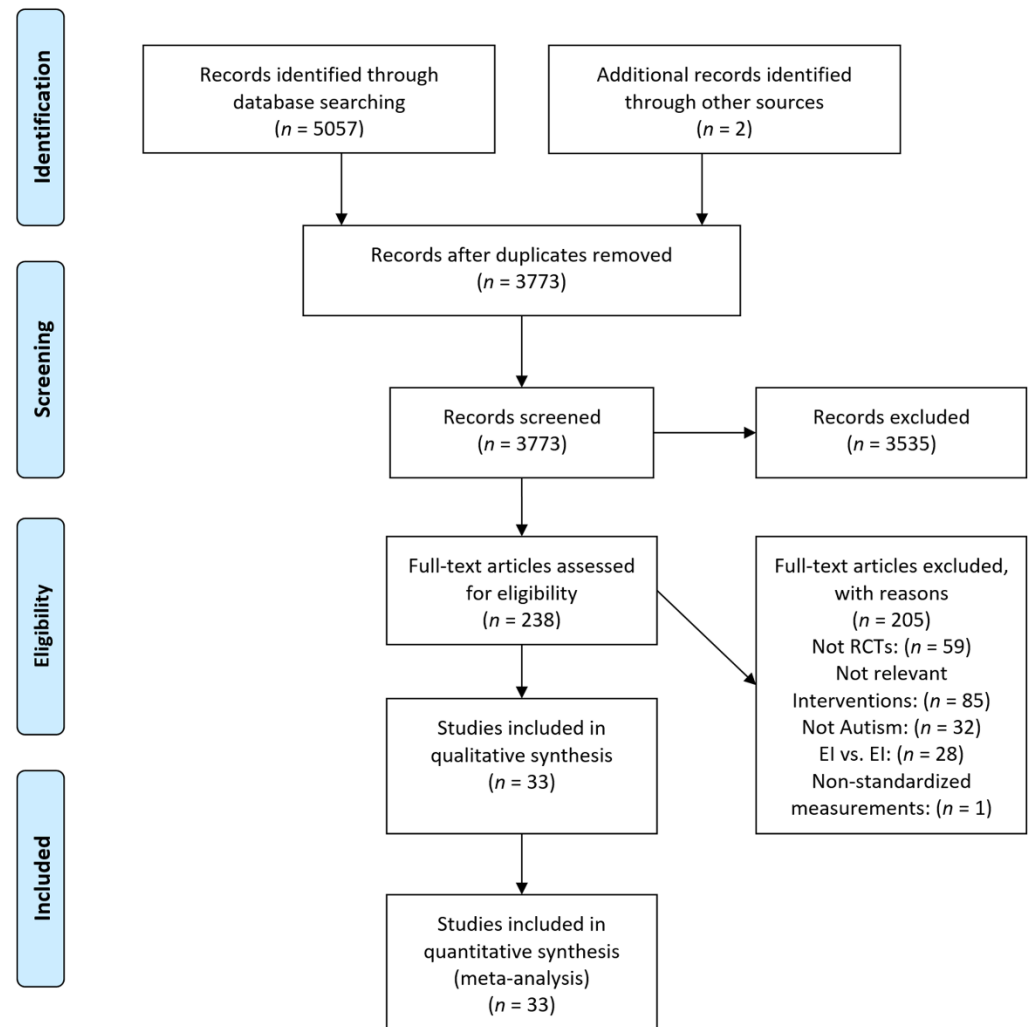 Identification
Records identified through
database searching
(n = 5057)
Additional records identified
through other sources
(n = 2)
Records after duplicates removed
(n = 3773)
Screening
Records screened
(n = 3773)
Records excluded
(n = 3535)
Eligibility
Full-text articles assessed
for eligibility
(n = 238)
Full-text articles excluded,
with reasons
(n = 205)
Not RCTs: (n = 59)
Not relevant
Interventions: (n = 85)
Not Autism: (n = 32)
EI vs. EI: (n = 28)
Non-standardized
measurements: (n = 1)
Studies included in
qualitative synthesis
(n = 33)
Included
Studies included in
quantitative synthesis
(meta-analysis)
(n = 33)